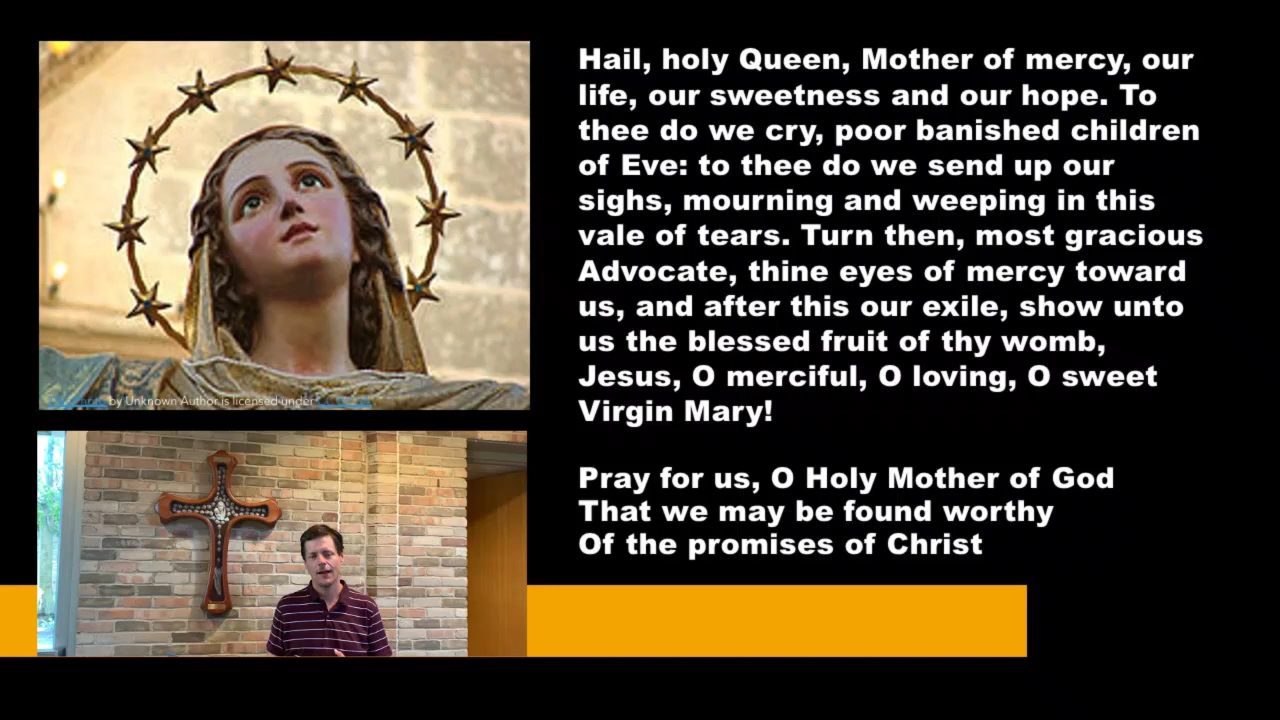 by Unknown Author is licensed under
Hail, holy Queen, Mother of mercy, our
life, our sweetness and our hope. To
thee do we cry, poor banished children
of Eve: to thee do we send up our
sighs, mourning and weeping in this
vale of tears. Turn then, most gracious
Advocate, thine eyes of mercy toward
us, and after this our exile, show unto
us the blessed fruit of thy womb,
Jesus, O merciful, O loving, O sweet
Virgin Mary!
Pray for us, O Holy Mother of God
That we may be found worthy
Of the promises of Christ